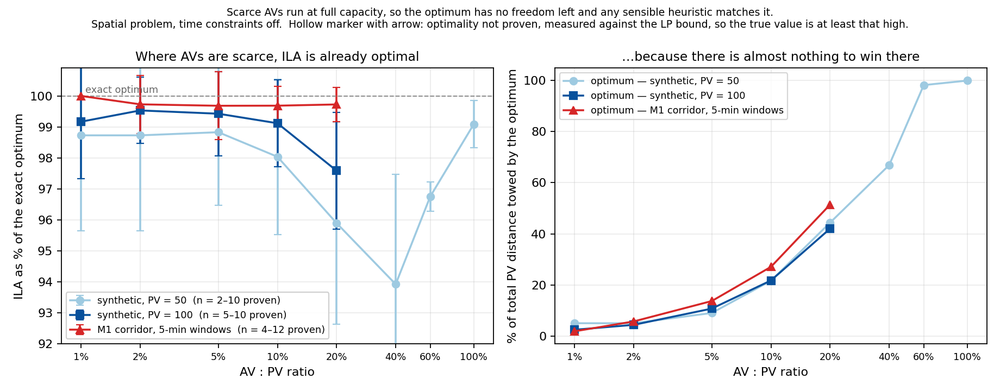 Scarce AVs run at full capacity, so the optimum has no freedom left and any sensible heuristic matches it.
Spatial problem, time constraints off.  Hollow marker with arrow: optimality not proven, measured against the LP bound, so the true value is at least that high.
Where AVs are scarce, ILA is already optimal
ILA as % of the exact optimum
100
99
98
97
96
95
94
93
92
exact optimum
synthetic, PV = 50  (n = 2–10 proven)
synthetic, PV = 100  (n = 5–10 proven)
M1 corridor, 5-min windows  (n = 4–12 proven)
1% 2% 5% 10% 20% 40% 60% 100%
AV : PV ratio
...because there is almost nothing to win there
% of total PV distance towed by the optimum
100
80
60
40
20
0
optimum — synthetic, PV = 50
optimum — synthetic, PV = 100
optimum — M1 corridor, 5-min windows
1% 2% 5% 10% 20% 40% 60% 100%
AV : PV ratio